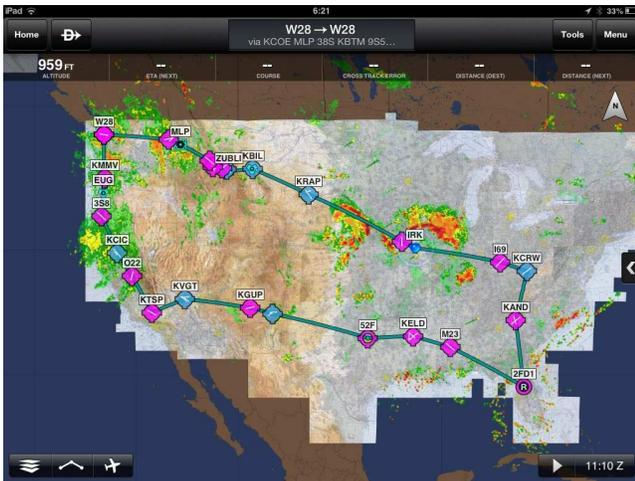 iPad
6:21
33%
Home
D
W28 → W28
via KCOE MLP 38S KBTM 9S5...
Tools
Menu
959 FT
ALTITUDE
--
ETA (NEXT)
--
COURSE
--
CROSS TRACK ERROR
--
DISTANCE (DEST)
--
DISTANCE (NEXT)
N
W28
MLP
KMMV
ZUBLI
KBIL
EUG
KRAP
3S8
IRK
KCIC
I69
KCRW
O22
KVGT
KTSP
KGUP
KAND
52F
KELD
M23
2FD1
R
11:10 Z